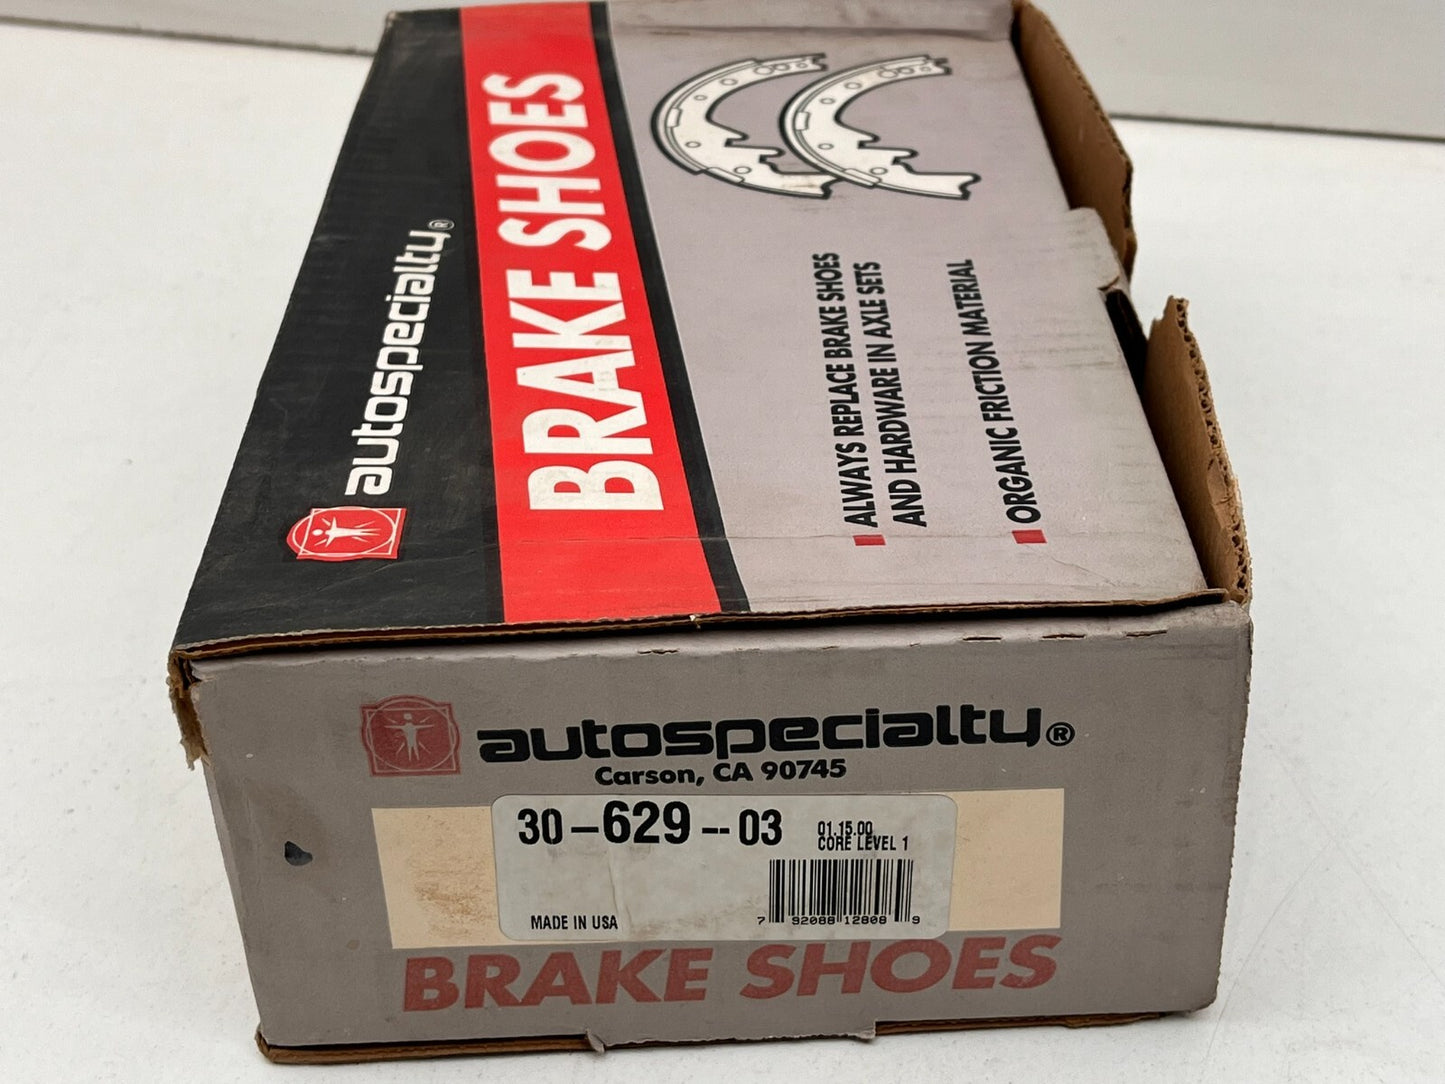 autospecialty®
BRAKE SHOES
ALWAYS REPLACE BRAKE SHOES
AND HARDWARE IN AXLE SETS
ORGANIC FRICTION MATERIAL
autospecialty®
Carson, CA 90745
30-629--03
01.15.00
CORE LEVEL 1
MADE IN USA
7 92088 12808 9
BRAKE SHOES